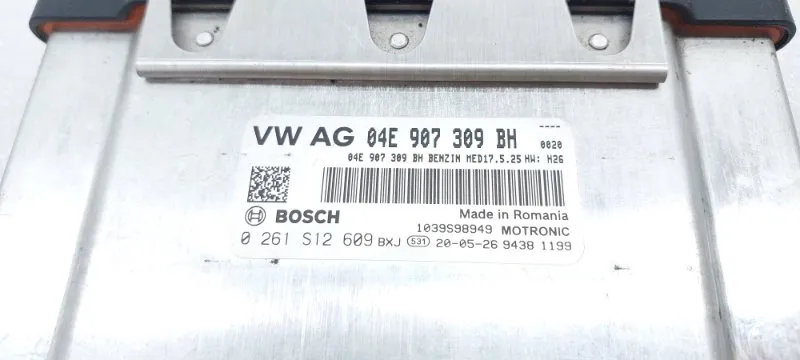 VW AG 04E 907 309 BH ---- 0020
04E 907 309 BH BENZIN MED17.5.25 HW: H26
BOSCH Made in Romania
1039S98949 MOTRONIC
0 261 S12 609 BXJ 531 20-05-26 9438 1199